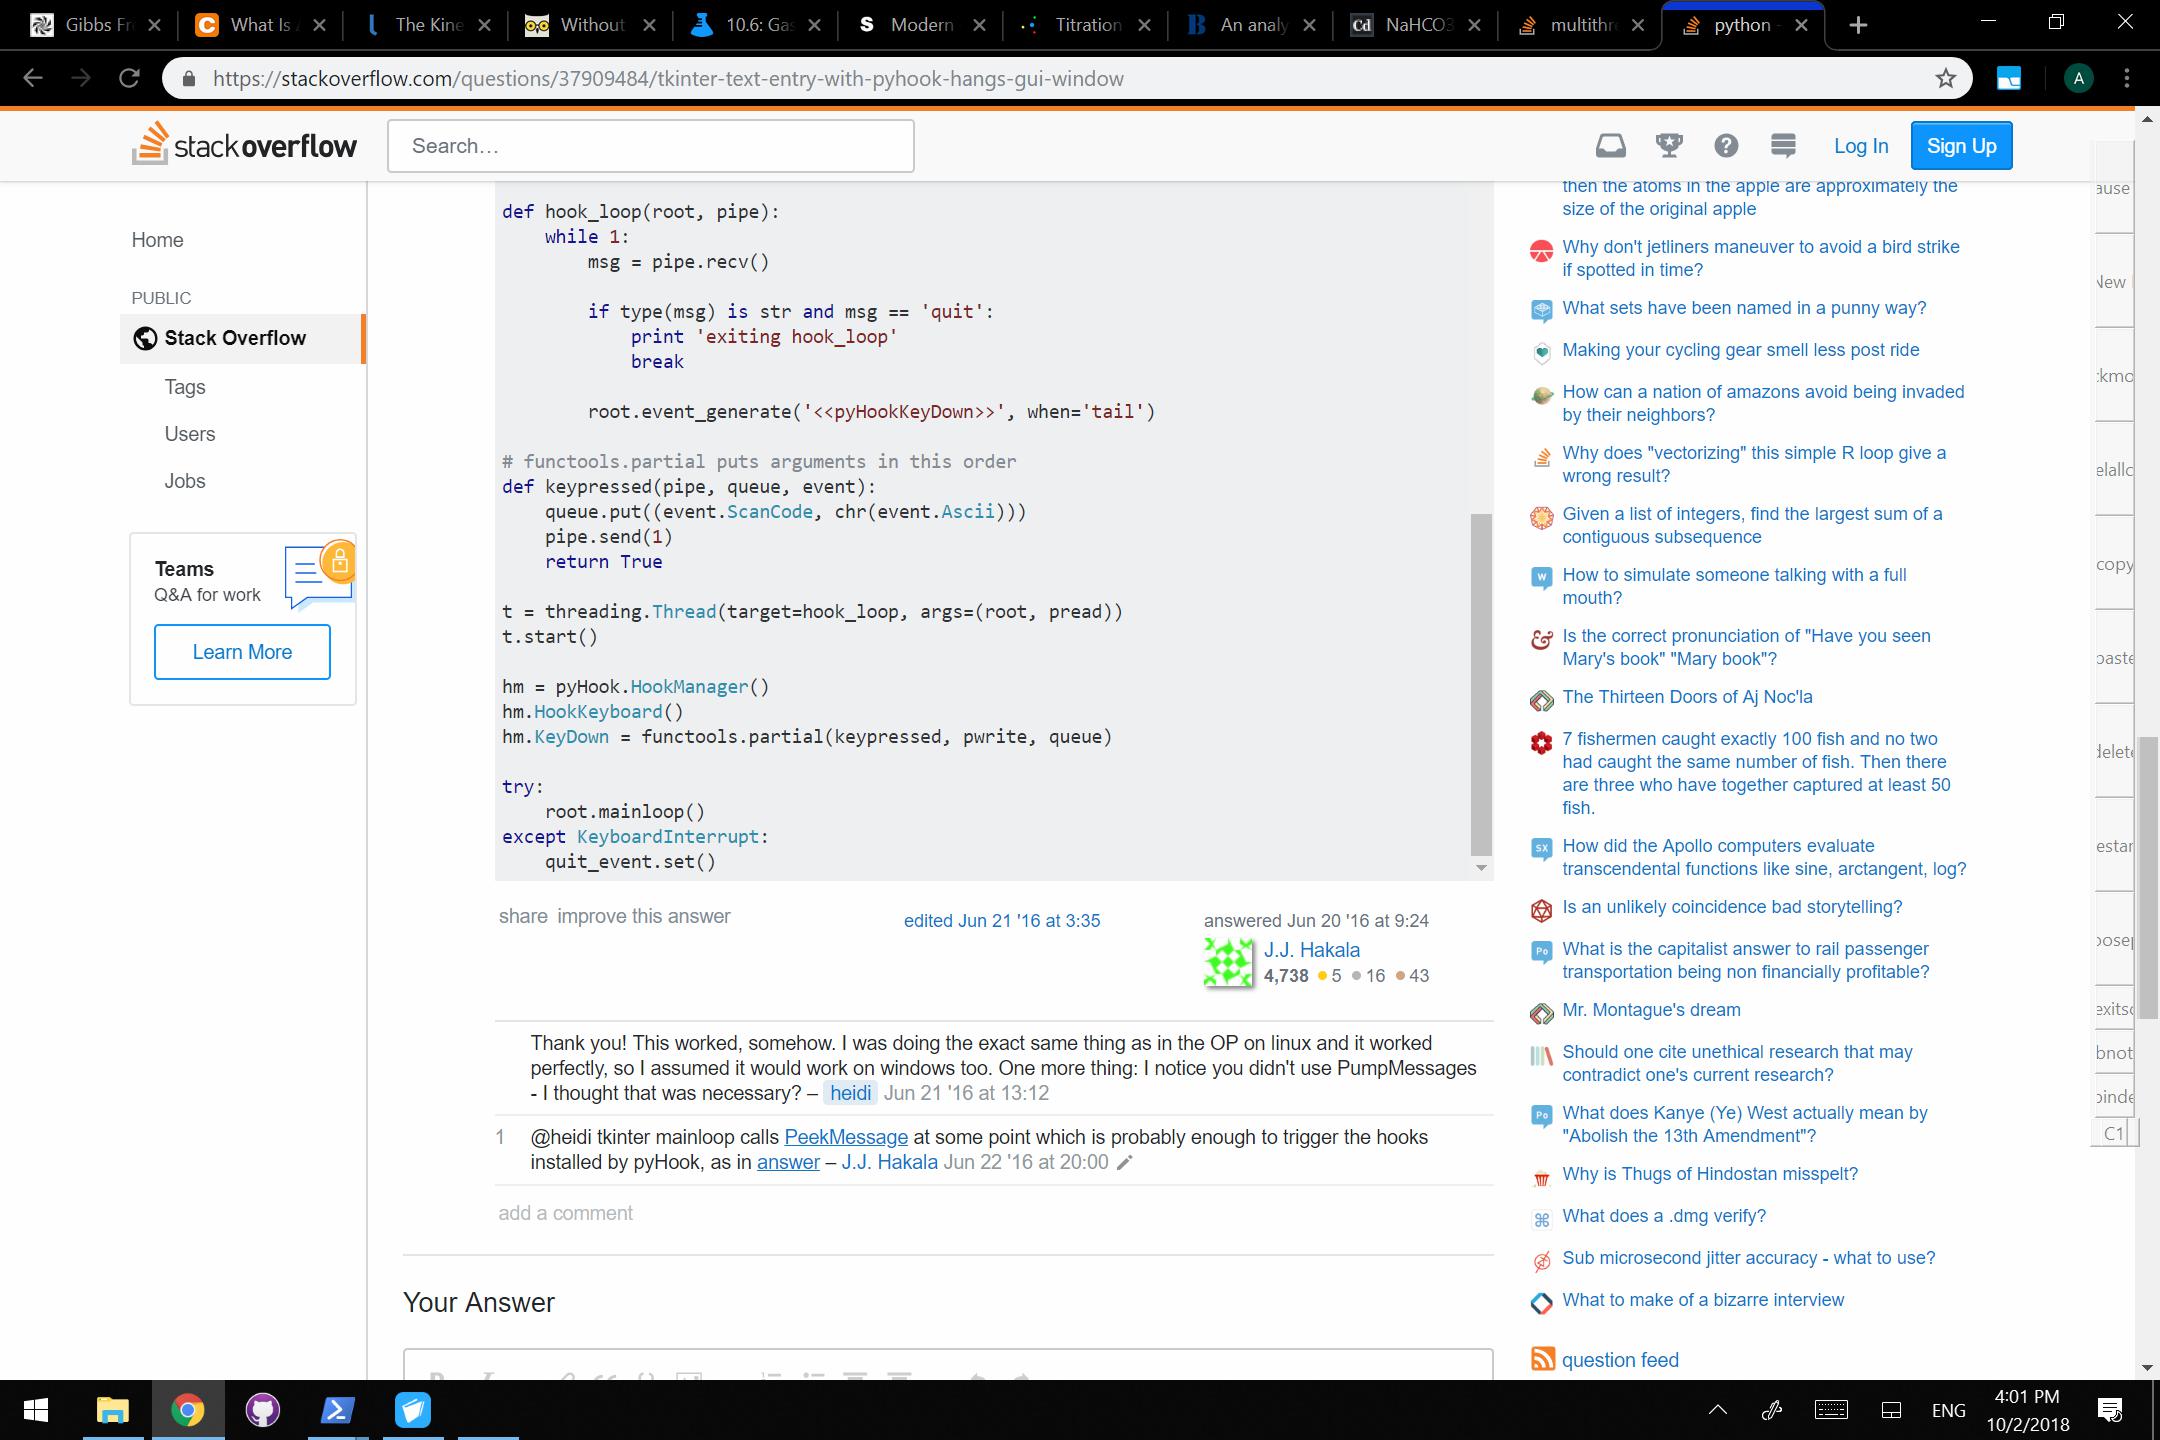 Gibbs Fr
What Is
The Kine
Without
10.6: Gas
Modern
Titration
An analy
NaHCO3
multithr
python -
https://stackoverflow.com/questions/37909484/tkinter-text-entry-with-pyhook-hangs-gui-window
A
stackoverflow
Search…
Log In
Sign Up
Home
PUBLIC
Stack Overflow
Tags
Users
Jobs
Teams
Q&A for work
Learn More
def hook_loop(root, pipe):
    while 1:
        msg = pipe.recv()
        if type(msg) is str and msg == 'quit':
            print 'exiting hook_loop'
            break
        root.event_generate('<<pyHookKeyDown>>', when='tail')
# functools.partial puts arguments in this order
def keypressed(pipe, queue, event):
    queue.put((event.ScanCode, chr(event.Ascii)))
    pipe.send(1)
    return True
t = threading.Thread(target=hook_loop, args=(root, pread))
t.start()
hm = pyHook.HookManager()
hm.HookKeyboard()
hm.KeyDown = functools.partial(keypressed, pwrite, queue)
try:
    root.mainloop()
except KeyboardInterrupt:
    quit_event.set()
share improve this answer
edited Jun 21 '16 at 3:35
answered Jun 20 '16 at 9:24
J.J. Hakala
4,738 5 16 43
Thank you! This worked, somehow. I was doing the exact same thing as in the OP on linux and it worked
perfectly, so I assumed it would work on windows too. One more thing: I notice you didn't use PumpMessages
- I thought that was necessary? – heidi Jun 21 '16 at 13:12
1 @heidi tkinter mainloop calls PeekMessage at some point which is probably enough to trigger the hooks
installed by pyHook, as in answer – J.J. Hakala Jun 22 '16 at 20:00
add a comment
Your Answer
then the atoms in the apple are approximately the
size of the original apple
Why don't jetliners maneuver to avoid a bird strike
if spotted in time?
What sets have been named in a punny way?
Making your cycling gear smell less post ride
How can a nation of amazons avoid being invaded
by their neighbors?
Why does "vectorizing" this simple R loop give a
wrong result?
Given a list of integers, find the largest sum of a
contiguous subsequence
How to simulate someone talking with a full
mouth?
Is the correct pronunciation of "Have you seen
Mary's book" "Mary book"?
The Thirteen Doors of Aj Noc'la
7 fishermen caught exactly 100 fish and no two
had caught the same number of fish. Then there
are three who have together captured at least 50
fish.
How did the Apollo computers evaluate
transcendental functions like sine, arctangent, log?
Is an unlikely coincidence bad storytelling?
What is the capitalist answer to rail passenger
transportation being non financially profitable?
Mr. Montague's dream
Should one cite unethical research that may
contradict one's current research?
What does Kanye (Ye) West actually mean by
"Abolish the 13th Amendment"?
Why is Thugs of Hindostan misspelt?
What does a .dmg verify?
Sub microsecond jitter accuracy - what to use?
What to make of a bizarre interview
question feed
ause
New
kmo
elallc
copy
paste
delete
estar
exits
bnot
binde
C1
ENG
4:01 PM
10/2/2018